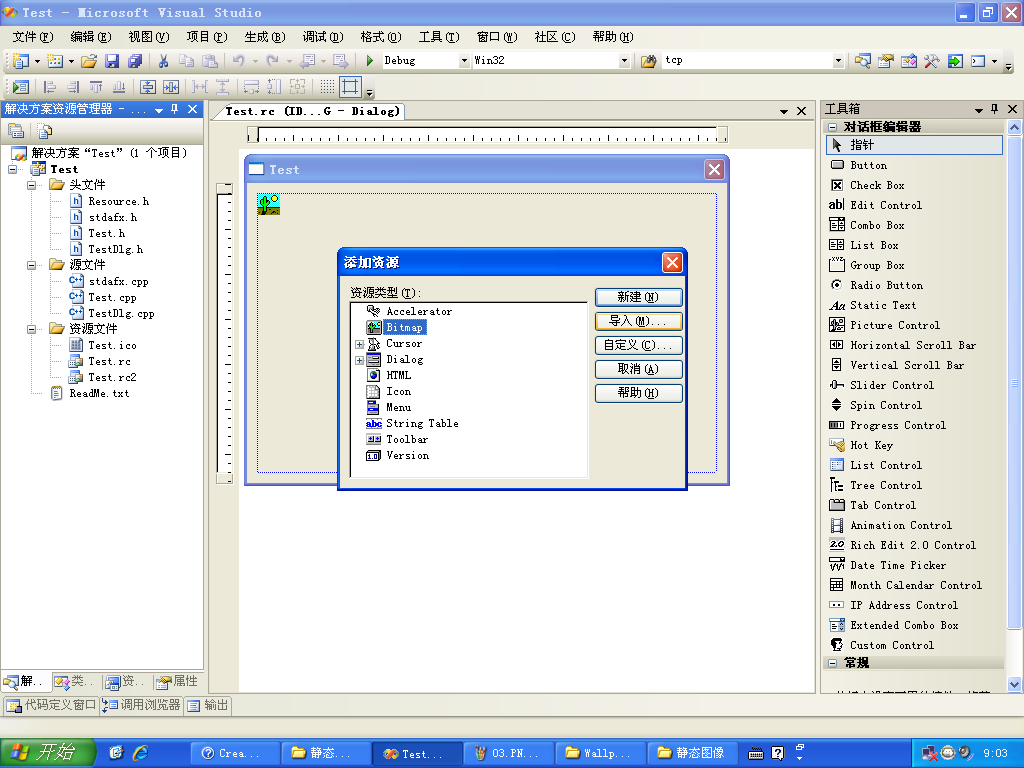 Test - Microsoft Visual Studio
文件(F) 编辑(E) 视图(V) 项目(P) 生成(B) 调试(D) 格式(O) 工具(T) 窗口(W) 社区(C) 帮助(H)
Debug Win32 tcp
解决方案资源管理器 - ...
解决方案 “Test” (1 个项目)
Test
头文件
Resource.h
stdafx.h
Test.h
TestDlg.h
源文件
stdafx.cpp
Test.cpp
TestDlg.cpp
资源文件
Test.ico
Test.rc
Test.rc2
ReadMe.txt
解.. 类.. 资.. 属性
代码定义窗口 调用浏览器 输出
Test.rc (ID...G - Dialog)
Test
添加资源
资源类型(T):
Accelerator
Bitmap
Cursor
Dialog
HTML
Icon
Menu
String Table
Toolbar
Version
新建(N)
导入(M)...
自定义(C)...
取消(A)
帮助(H)
工具箱
对话框编辑器
指针
Button
Check Box
Edit Control
Combo Box
List Box
Group Box
Radio Button
Static Text
Picture Control
Horizontal Scroll Bar
Vertical Scroll Bar
Slider Control
Spin Control
Progress Control
Hot Key
List Control
Tree Control
Tab Control
Animation Control
Rich Edit 2.0 Control
Date Time Picker
Month Calendar Control
IP Address Control
Extended Combo Box
Custom Control
常规
开始 Crea... 静态... Test... 03.PN... Wallp... 静态图像 9:03